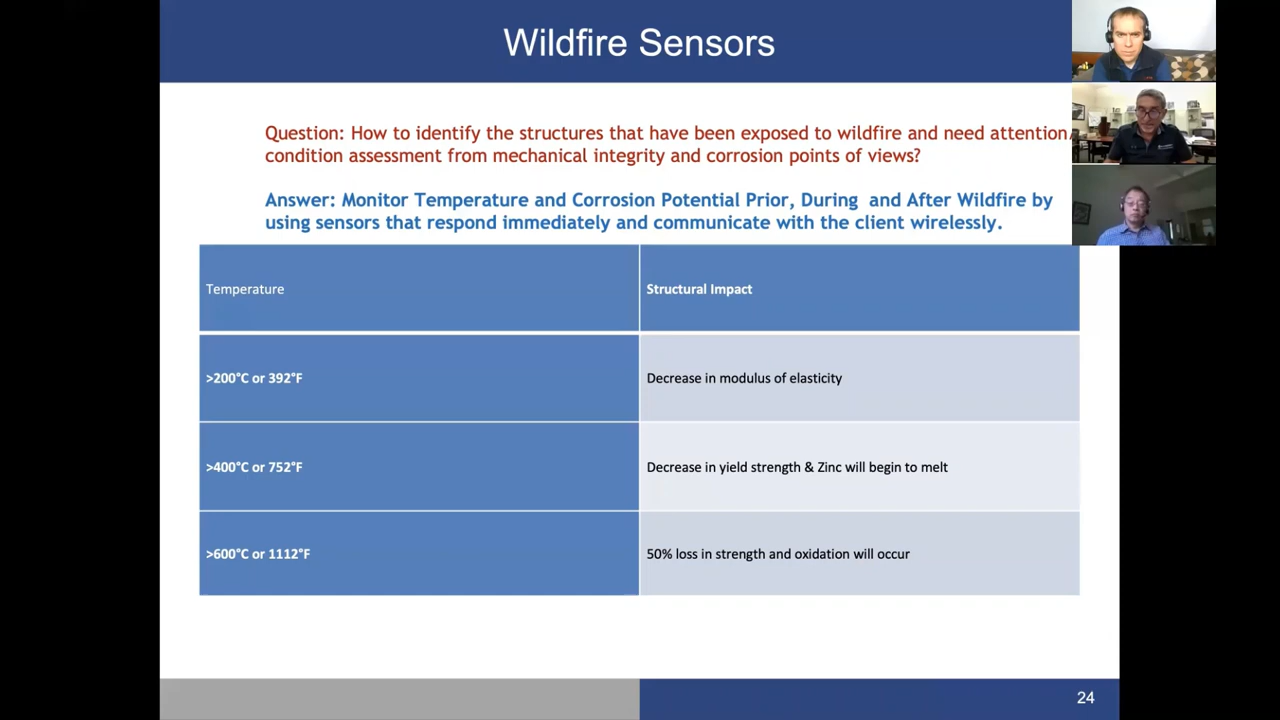 Wildfire Sensors
Question: How to identify the structures that have been exposed to wildfire and need attention/
condition assessment from mechanical integrity and corrosion points of views?
Answer: Monitor Temperature and Corrosion Potential Prior, During and After Wildfire by
using sensors that respond immediately and communicate with the client wirelessly.
Temperature
Structural Impact
>200°C or 392°F
Decrease in modulus of elasticity
>400°C or 752°F
Decrease in yield strength & Zinc will begin to melt
>600°C or 1112°F
50% loss in strength and oxidation will occur
24